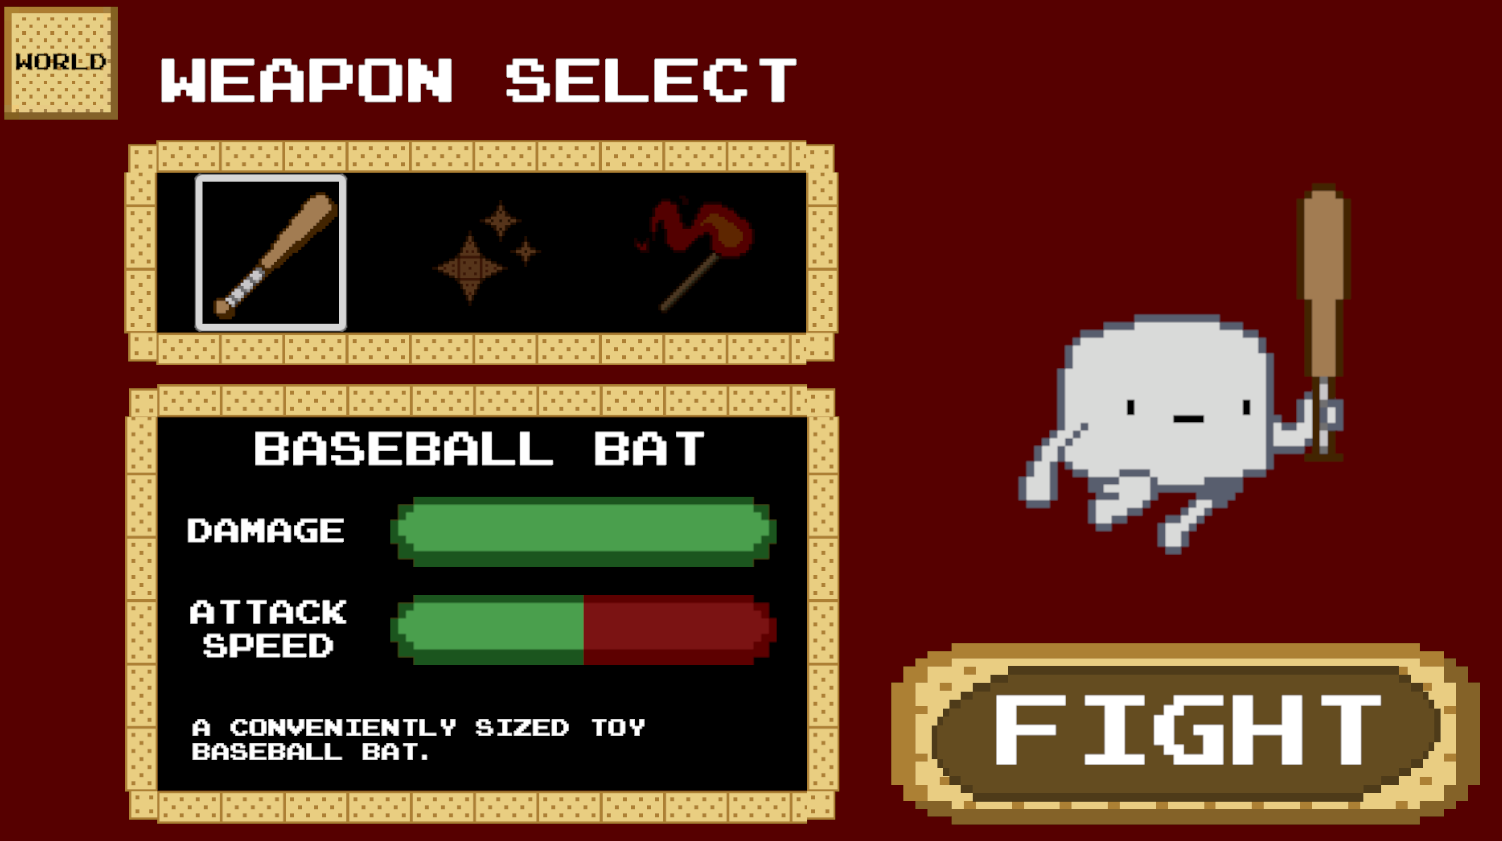 WORLD
WEAPON SELECT
BASEBALL BAT
DAMAGE
ATTACK
SPEED
A CONVENIENTLY SIZED TOY
BASEBALL BAT.
FIGHT